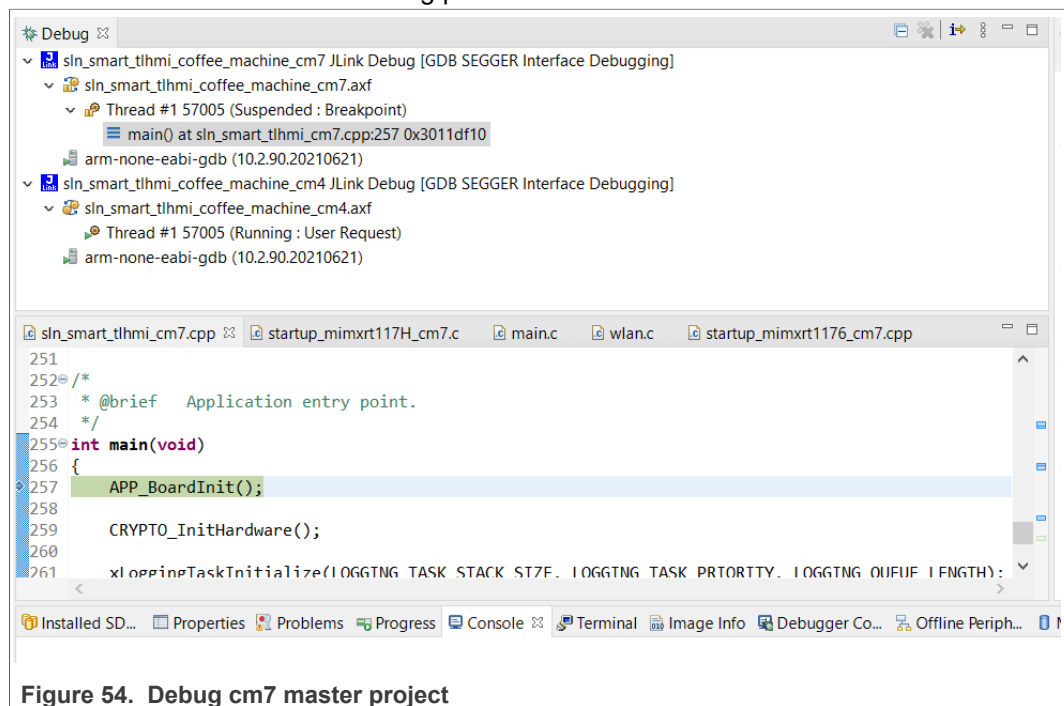 Debug
sln_smart_tlhmi_coffee_machine_cm7 JLink Debug [GDB SEGGER Interface Debugging]
sln_smart_tlhmi_coffee_machine_cm7.axf
Thread #1 57005 (Suspended : Breakpoint)
main() at sln_smart_tlhmi_cm7.cpp:257 0x3011df10
arm-none-eabi-gdb (10.2.90.20210621)
sln_smart_tlhmi_coffee_machine_cm4 JLink Debug [GDB SEGGER Interface Debugging]
sln_smart_tlhmi_coffee_machine_cm4.axf
Thread #1 57005 (Running : User Request)
arm-none-eabi-gdb (10.2.90.20210621)
sln_smart_tlhmi_cm7.cpp startup_mimxrt117H_cm7.c main.c wlan.c startup_mimxrt1176_cm7.cpp
251
252 /*
253 * @brief Application entry point.
254 */
255 int main(void)
256 {
257 APP_BoardInit();
258
259 CRYPTO_InitHardware();
260
261 xLoggingTaskInitialize(LOGGING_TASK_STACK_SIZE, LOGGING_TASK_PRIORITY, LOGGING_QUEUE_LENGTH);
Installed SD... Properties Problems Progress Console Terminal Image Info Debugger Co... Offline Periph...
Figure 54. Debug cm7 master project